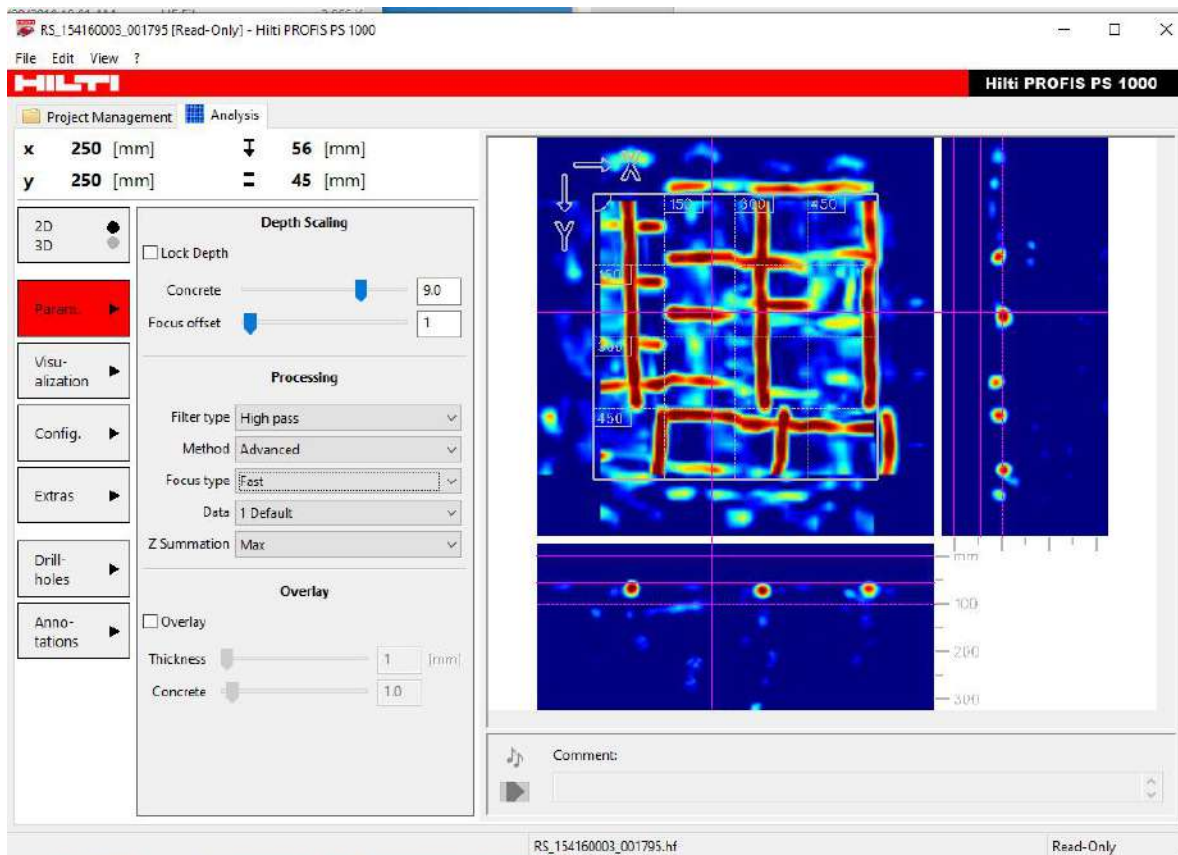 RS_154160003_001795 [Read-Only] - Hilti PROFIS PS 1000
File Edit View ?
HILTI
Hilti PROFIS PS 1000
Project Management
Analysis
x 250 [mm] 56 [mm]
y 250 [mm] 45 [mm]
2D
3D
Param.
Visu-
alization
Config.
Extras
Drill-
holes
Anno-
tations
Depth Scaling
Lock Depth
Concrete 9.0
Focus offset 1
Processing
Filter type High pass
Method Advanced
Focus type Fast
Data 1 Default
Z Summation Max
Overlay
Overlay
Thickness 1 [mm]
Concrete 1.0
X
Y
150 300 450
150
300
450
mm
100
200
300
Comment:
RS_154160003_001795.hf
Read-Only